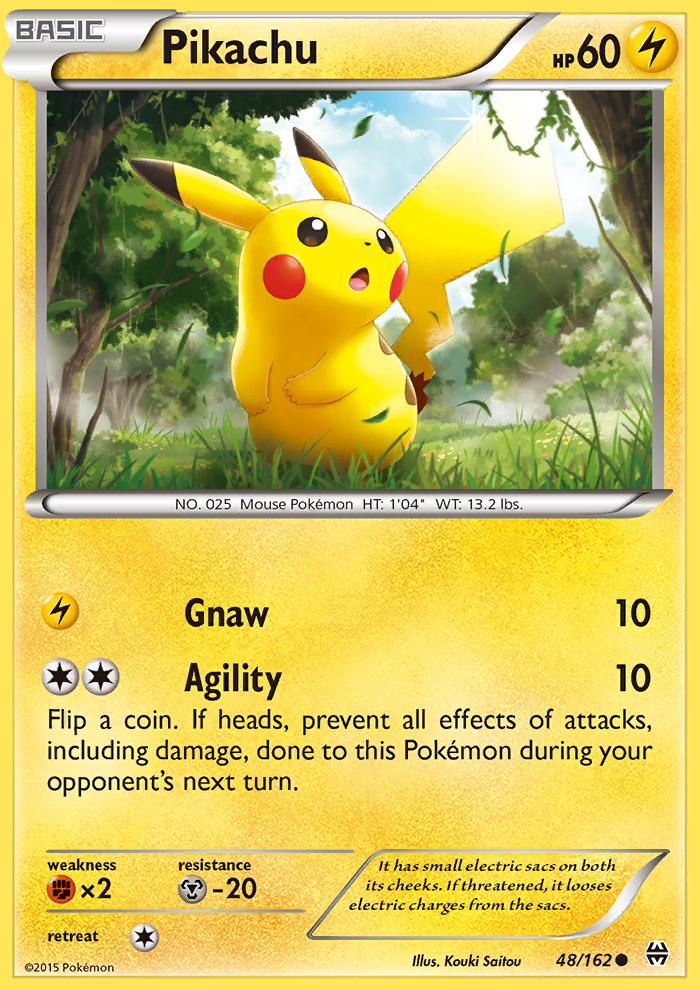 BASIC
Pikachu
HP60
NO. 025 Mouse Pokémon HT: 1'04" WT: 13.2 lbs.
Gnaw 10
Agility 10
Flip a coin. If heads, prevent all effects of attacks,
including damage, done to this Pokémon during your
opponent's next turn.
weakness
×2
resistance
-20
It has small electric sacs on both
its cheeks. If threatened, it looses
electric charges from the sacs.
retreat
©2015 Pokémon
Illus. Kouki Saitou
48/162